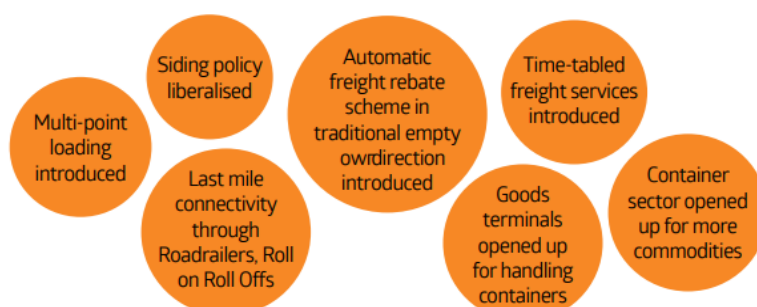 Multi-point
loading
introduced
Siding policy
liberalised
Last mile
connectivity
through
Roadrailers, Roll
on Roll Offs
Automatic
freight rebate
scheme in
traditional empty
owrdirection
introduced
Time-tabled
freight services
introduced
Goods
terminals
opened up
for handling
containers
Container
sector opened
up for more
commodities